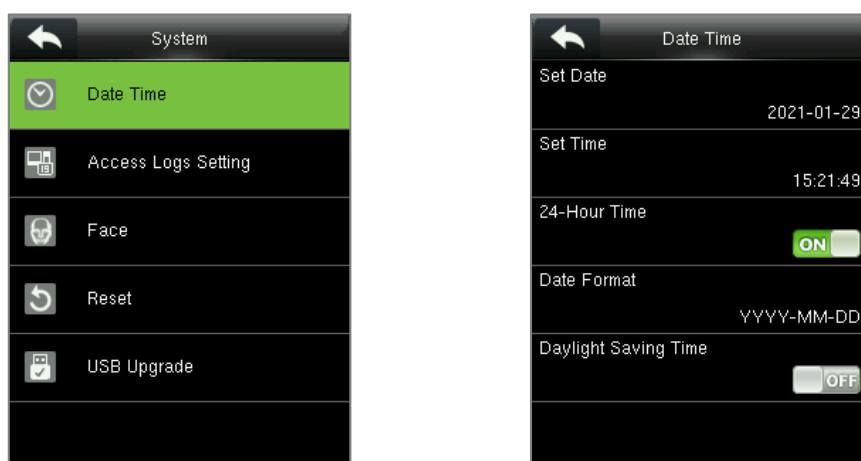 System
Date Time
Access Logs Setting
19
Face
Reset
USB Upgrade
Date Time
Set Date
2021-01-29
Set Time
15:21:49
24-Hour Time
ON
Date Format
YYYY-MM-DD
Daylight Saving Time
OFF